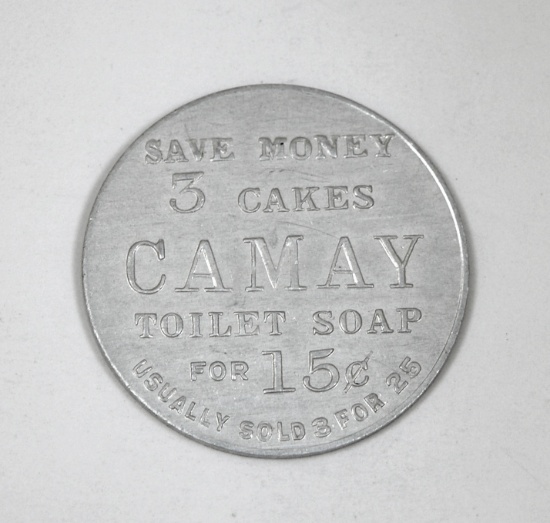 SAVE MONEY
3 CAKES
CAMAY
TOILET SOAP
FOR 15¢
USUALLY SOLD 3 FOR 25